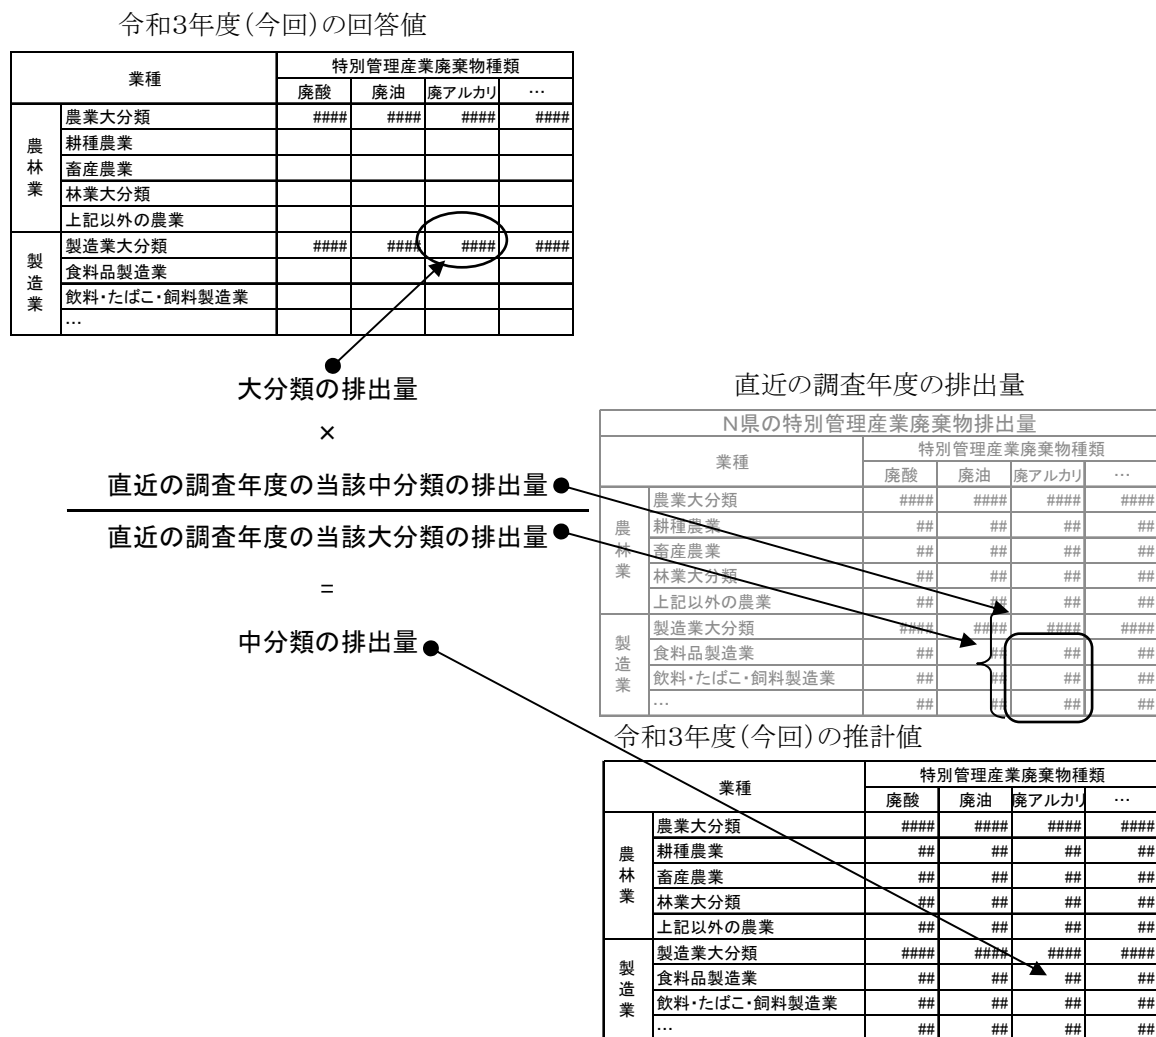 令和3年度(今回)の回答値
業種 特別管理産業廃棄物種類
廃酸 廃油 廃アルカリ …
農林業
農業大分類 #### #### #### ####
耕種農業
畜産農業
林業大分類
上記以外の農業
製造業
製造業大分類 #### #### #### ####
食料品製造業
飲料・たばこ・飼料製造業
…
大分類の排出量
×
直近の調査年度の当該中分類の排出量
直近の調査年度の当該大分類の排出量
=
中分類の排出量
直近の調査年度の排出量
N県の特別管理産業廃棄物排出量
業種 特別管理産業廃棄物種類
廃酸 廃油 廃アルカリ …
農林業
農業大分類 #### #### #### ####
耕種農業 ## ## ## ##
畜産農業 ## ## ## ##
林業大分類 ## ## ## ##
上記以外の農業 ## ## ## ##
製造業
製造業大分類 #### #### #### ####
食料品製造業 ## ## ## ##
飲料・たばこ・飼料製造業 ## ## ## ##
… ## ## ## ##
令和3年度(今回)の推計値
業種 特別管理産業廃棄物種類
廃酸 廃油 廃アルカリ …
農林業
農業大分類 #### #### #### ####
耕種農業 ## ## ## ##
畜産農業 ## ## ## ##
林業大分類 ## ## ## ##
上記以外の農業 ## ## ## ##
製造業
製造業大分類 #### #### #### ####
食料品製造業 ## ## ## ##
飲料・たばこ・飼料製造業 ## ## ## ##
… ## ## ## ##